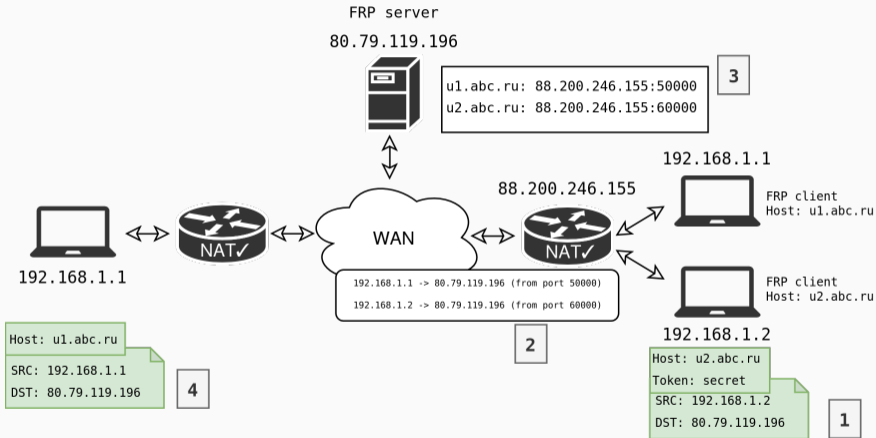 FRP server
80.79.119.196
u1.abc.ru: 88.200.246.155:50000
u2.abc.ru: 88.200.246.155:60000
3
192.168.1.1
FRP client
Host: u1.abc.ru
88.200.246.155
NAT✓
WAN
NAT✓
192.168.1.1
192.168.1.1 -> 80.79.119.196 (from port 50000)
192.168.1.2 -> 80.79.119.196 (from port 60000)
2
FRP client
Host: u2.abc.ru
192.168.1.2
Host: u1.abc.ru
SRC: 192.168.1.1
DST: 80.79.119.196
4
Host: u2.abc.ru
Token: secret
SRC: 192.168.1.2
DST: 80.79.119.196
1